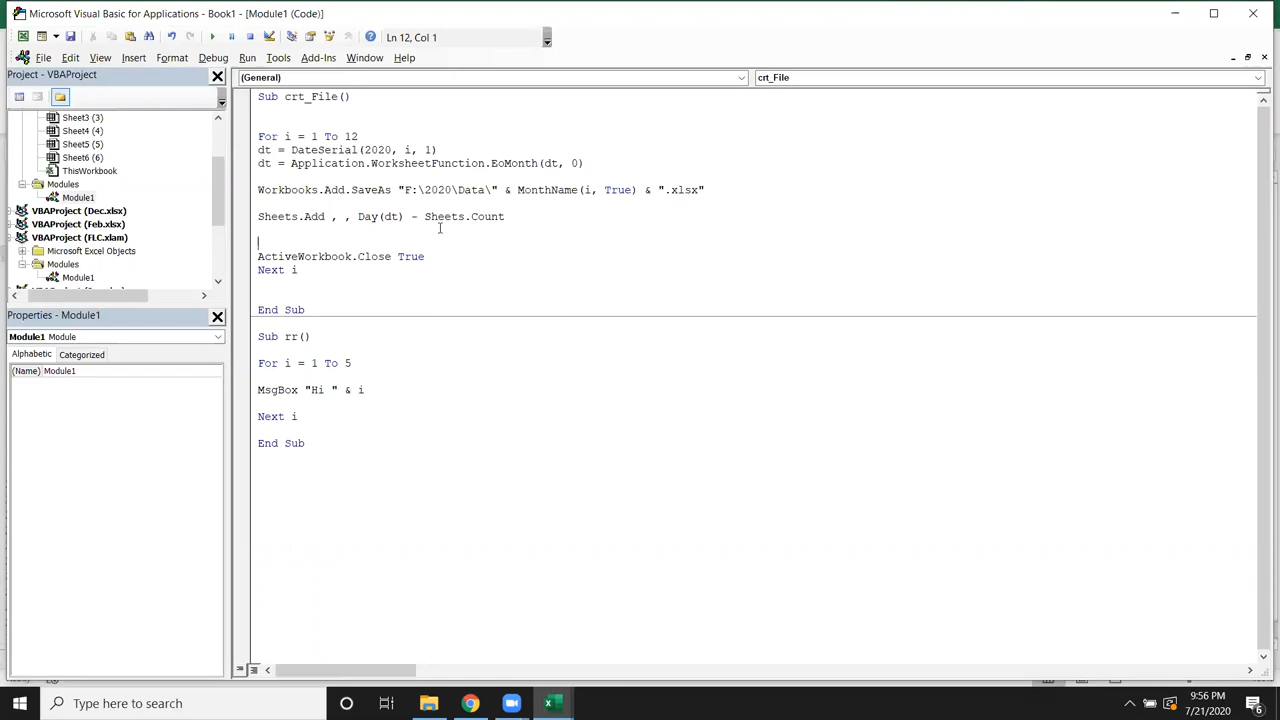 Microsoft Visual Basic for Applications - Book1 - [Module1 (Code)]
Ln 12, Col 1
File Edit View Insert Format Debug Run Tools Add-Ins Window Help
Project - VBAProject
(General)
crt_File
Sheet3 (3)
Sheet4 (4)
Sheet5 (5)
Sheet6 (6)
ThisWorkbook
Modules
Module1
VBAProject (Dec.xlsx)
VBAProject (Feb.xlsx)
VBAProject (FLC.xlam)
Microsoft Excel Objects
Modules
Module1
Properties - Module1
Module1 Module
Alphabetic Categorized
(Name) Module1
Sub crt_File()
For i = 1 To 12
dt = DateSerial(2020, i, 1)
dt = Application.WorksheetFunction.EoMonth(dt, 0)
Workbooks.Add.SaveAs "F:\2020\Data\" & MonthName(i, True) & ".xlsx"
Sheets.Add , , Day(dt) - Sheets.Count
ActiveWorkbook.Close True
Next i
End Sub
Sub rr()
For i = 1 To 5
MsgBox "Hi " & i
Next i
End Sub
Type here to search
9:56 PM
7/21/2020
6